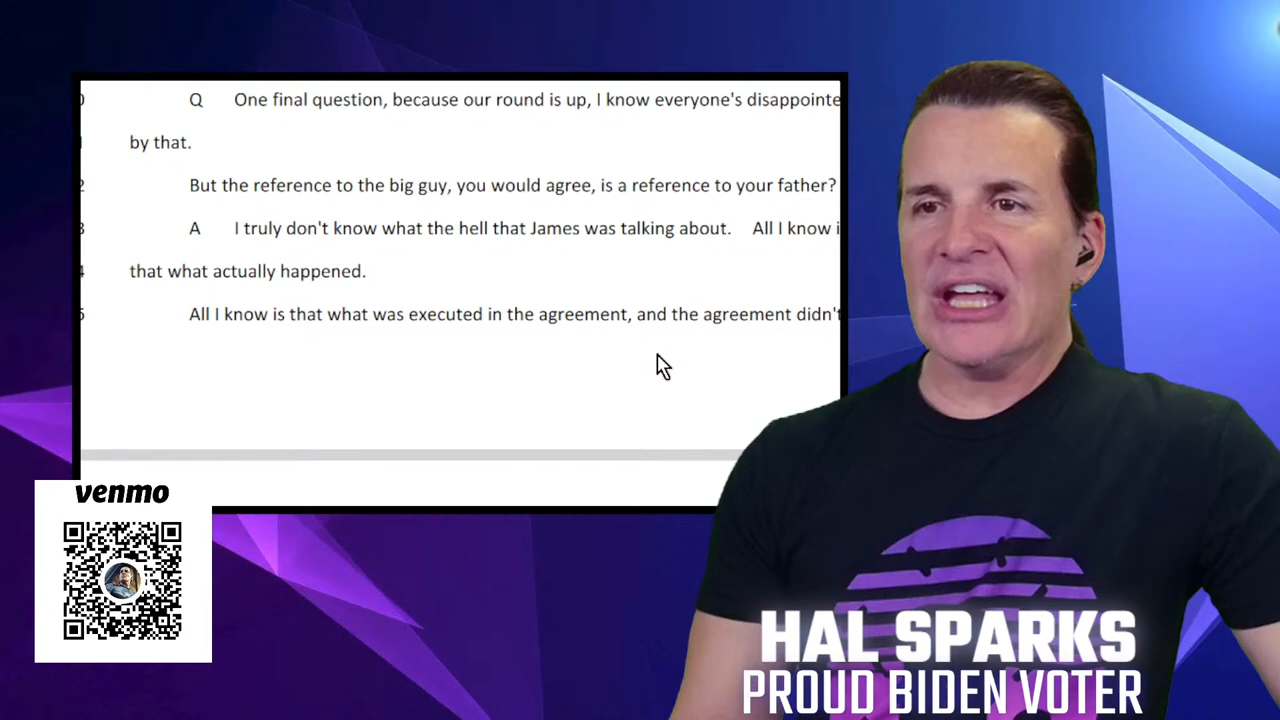 Q One final question, because our round is up, I know everyone's disappointe
by that.
But the reference to the big guy, you would agree, is a reference to your father?
A I truly don't know what the hell that James was talking about. All I know i
that what actually happened.
All I know is that what was executed in the agreement, and the agreement didn't
venmo
HAL SPARKS
PROUD BIDEN VOTER